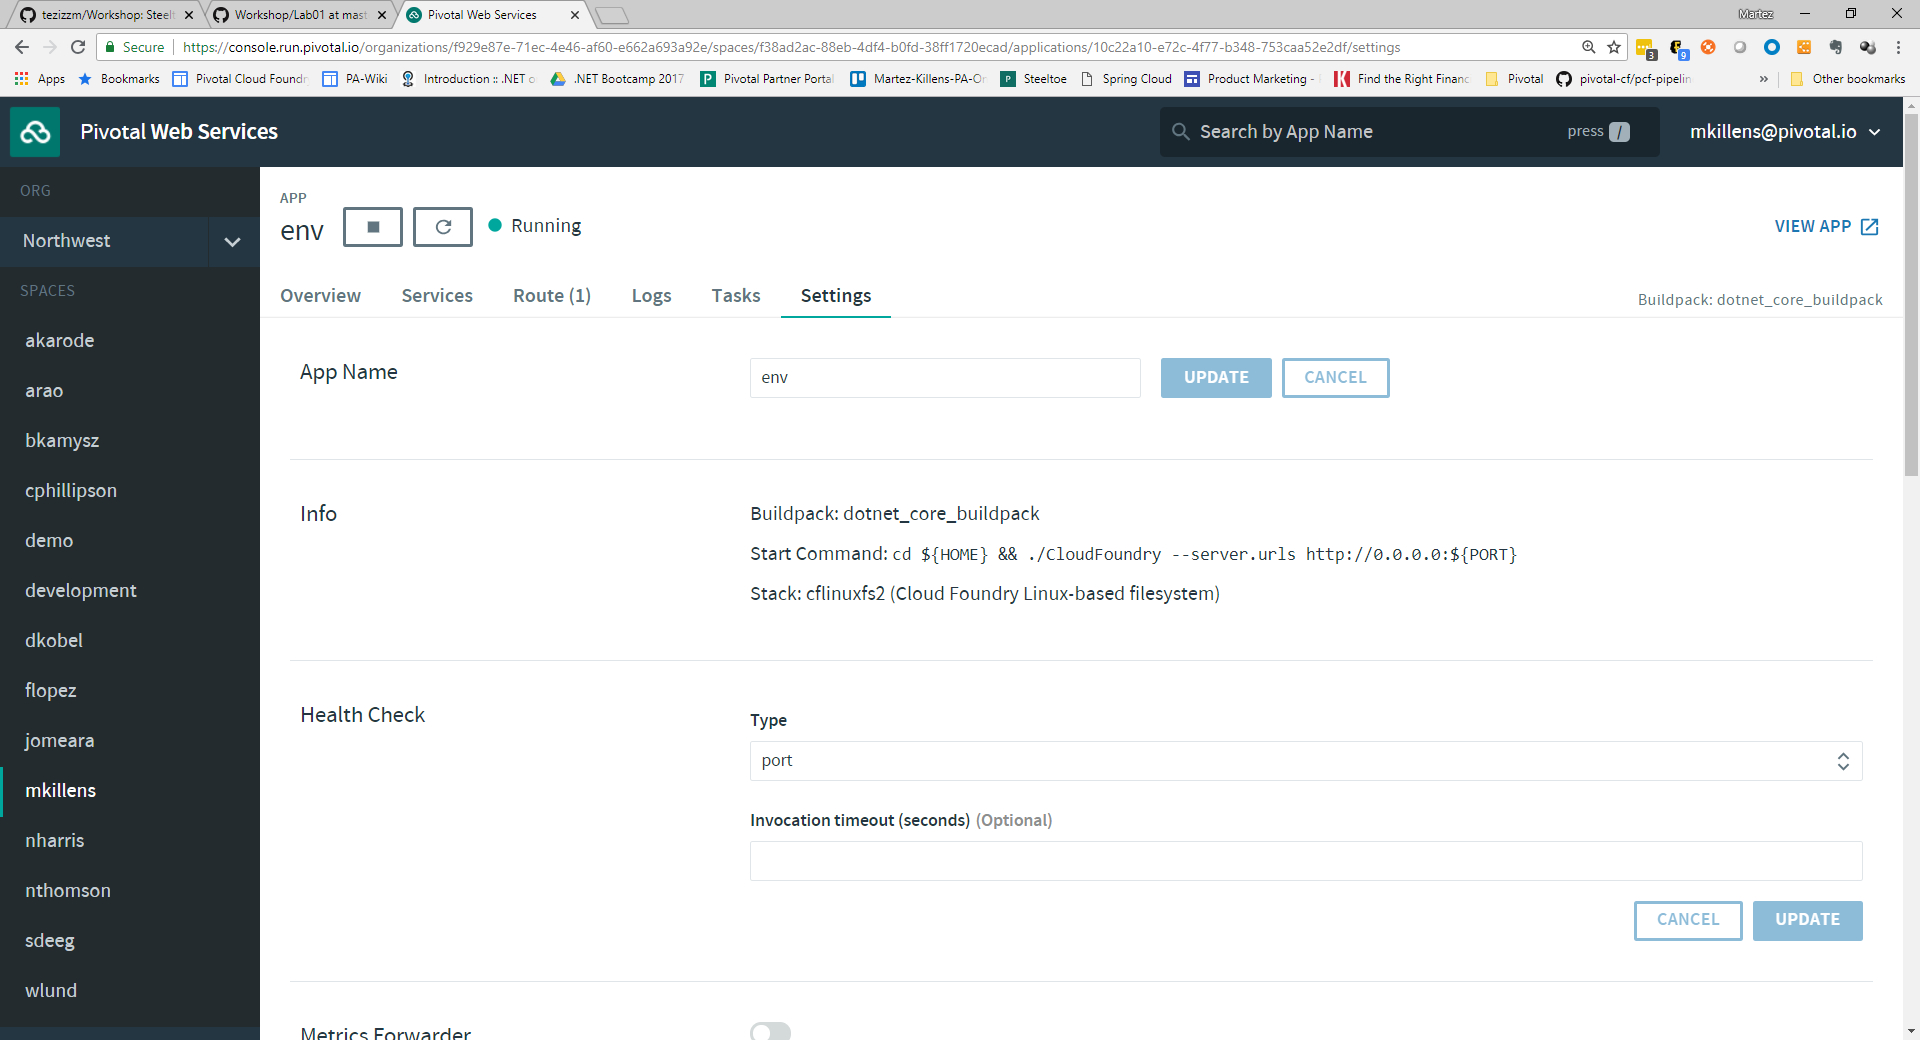 tezizzm/Workshop: Steelt
Workshop/Lab01 at mast
Pivotal Web Services
Martez
Secure
https://console.run.pivotal.io/organizations/f929e87e-71ec-4e46-af60-e662a693a92e/spaces/f38ad2ac-88eb-4df4-b0fd-38ff1720ecad/applications/10c22a10-e72c-4f77-b348-753caa52e2df/settings
3
9
Apps
Bookmarks
Pivotal Cloud Foundr
PA-Wiki
Introduction :: .NET o
.NET Bootcamp 2017
Pivotal Partner Portal
Martez-Killens-PA-Or
Steeltoe
Spring Cloud
Product Marketing -
Find the Right Financ
Pivotal
pivotal-cf/pcf-pipelin
»
Other bookmarks
Pivotal Web Services
Search by App Name
press /
mkillens@pivotal.io
ORG
Northwest
SPACES
akarode
arao
bkamysz
cphillipson
demo
development
dkobel
flopez
jomeara
mkillens
nharris
nthomson
sdeeg
wlund
APP
env
Running
VIEW APP
Overview
Services
Route (1)
Logs
Tasks
Settings
Buildpack: dotnet_core_buildpack
App Name
env
UPDATE
CANCEL
Info
Buildpack: dotnet_core_buildpack
Start Command: cd ${HOME} && ./CloudFoundry --server.urls http://0.0.0.0:${PORT}
Stack: cflinuxfs2 (Cloud Foundry Linux-based filesystem)
Health Check
Type
port
Invocation timeout (seconds) (Optional)
CANCEL
UPDATE
Metrics Forwarder